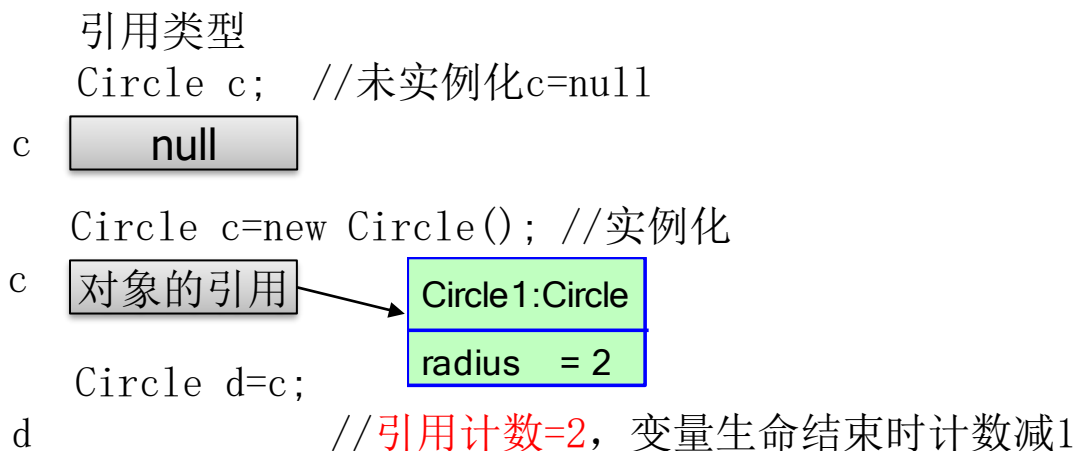 引用类型
Circle c;  //未实例化c=null
c null
Circle c=new Circle(); //实例化
c 对象的引用 Circle1:Circle
radius = 2
Circle d=c;
d //引用计数=2，变量生命结束时计数减1